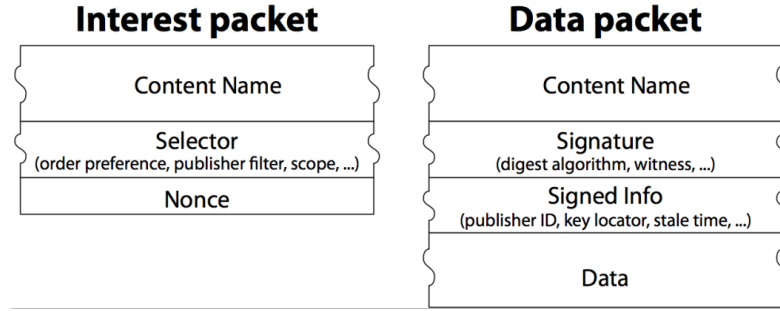 Interest packet
Content Name
Selector
(order preference, publisher filter, scope, ...)
Nonce
Data packet
Content Name
Signature
(digest algorithm, witness, ...)
Signed Info
(publisher ID, key locator, stale time, ...)
Data